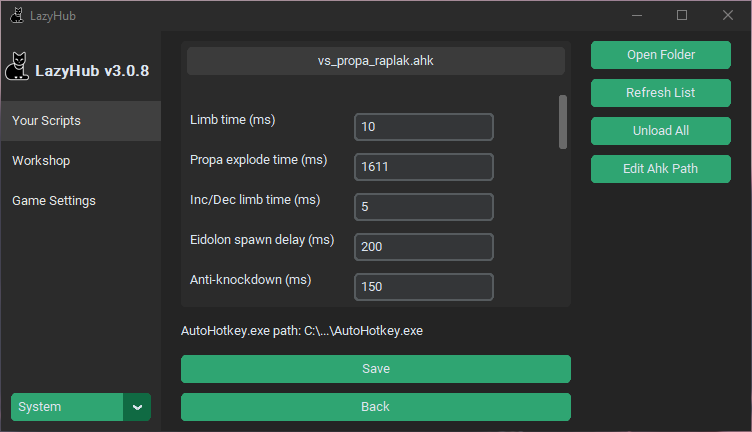 LazyHub
LazyHub v3.0.8
Your Scripts
Workshop
Game Settings
System
vs_propa_raplak.ahk
Limb time (ms)
10
Propa explode time (ms)
1611
Inc/Dec limb time (ms)
5
Eidolon spawn delay (ms)
200
Anti-knockdown (ms)
150
AutoHotkey.exe path: C:\...\AutoHotkey.exe
Save
Back
Open Folder
Refresh List
Unload All
Edit Ahk Path